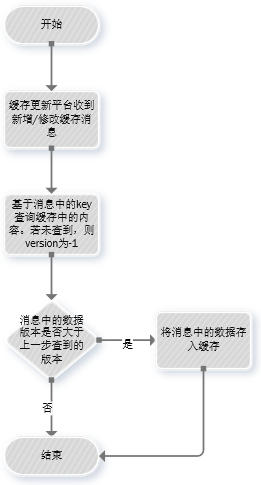 开始
缓存更新平台收到
新增/修改缓存消
息
基于消息中的key
查询缓存中的内
容。若未查到，则
version为-1
消息中的数据
版本是否大于
上一步查到的
版本
是
将消息中的数据存
入缓存
否
结束